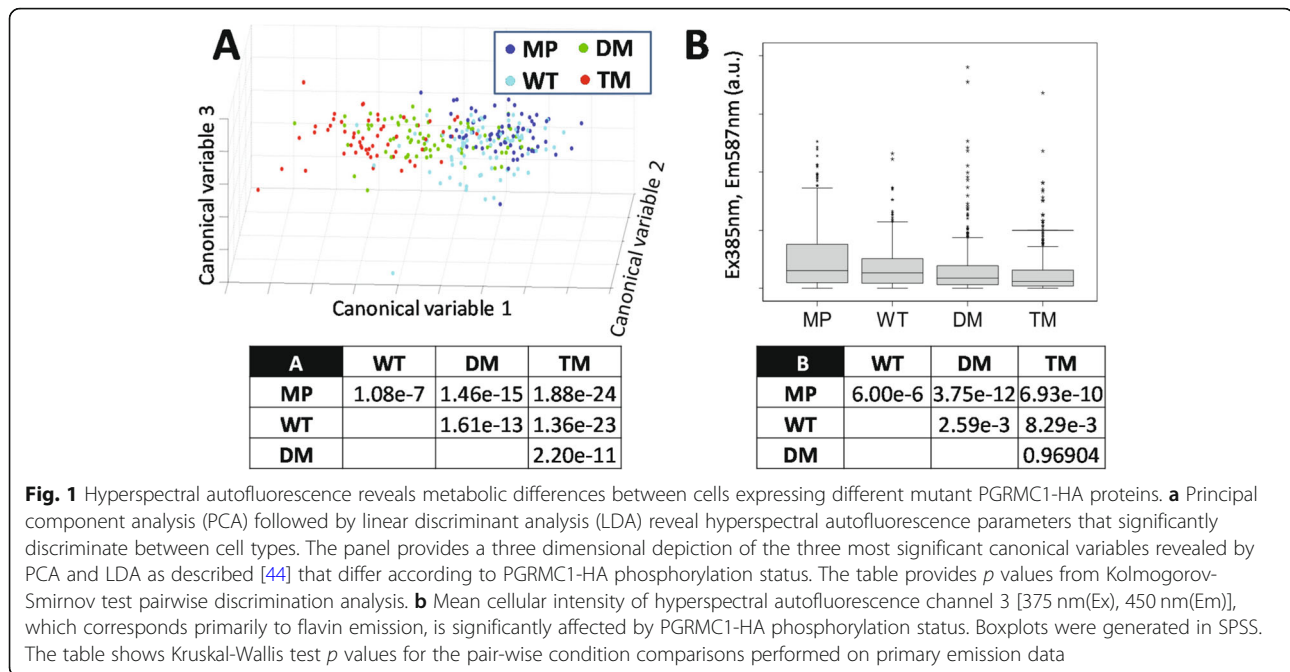 A
MP DM
WT TM
Canonical variable 3
Canonical variable 2
Canonical variable 1
B
Ex385nm, Em587nm (a.u.)
MP WT DM TM
A WT DM TM
MP 1.08e-7 1.46e-15 1.88e-24
WT 1.61e-13 1.36e-23
DM 2.20e-11
B WT DM TM
MP 6.00e-6 3.75e-12 6.93e-10
WT 2.59e-3 8.29e-3
DM 0.96904
Fig. 1 Hyperspectral autofluorescence reveals metabolic differences between cells expressing different mutant PGRMC1-HA proteins. a Principal
component analysis (PCA) followed by linear discriminant analysis (LDA) reveal hyperspectral autofluorescence parameters that significantly
discriminate between cell types. The panel provides a three dimensional depiction of the three most significant canonical variables revealed by
PCA and LDA as described [44] that differ according to PGRMC1-HA phosphorylation status. The table provides p values from Kolmogorov-
Smirnov test pairwise discrimination analysis. b Mean cellular intensity of hyperspectral autofluorescence channel 3 [375 nm(Ex), 450 nm(Em)],
which corresponds primarily to flavin emission, is significantly affected by PGRMC1-HA phosphorylation status. Boxplots were generated in SPSS.
The table shows Kruskal-Wallis test p values for the pair-wise condition comparisons performed on primary emission data